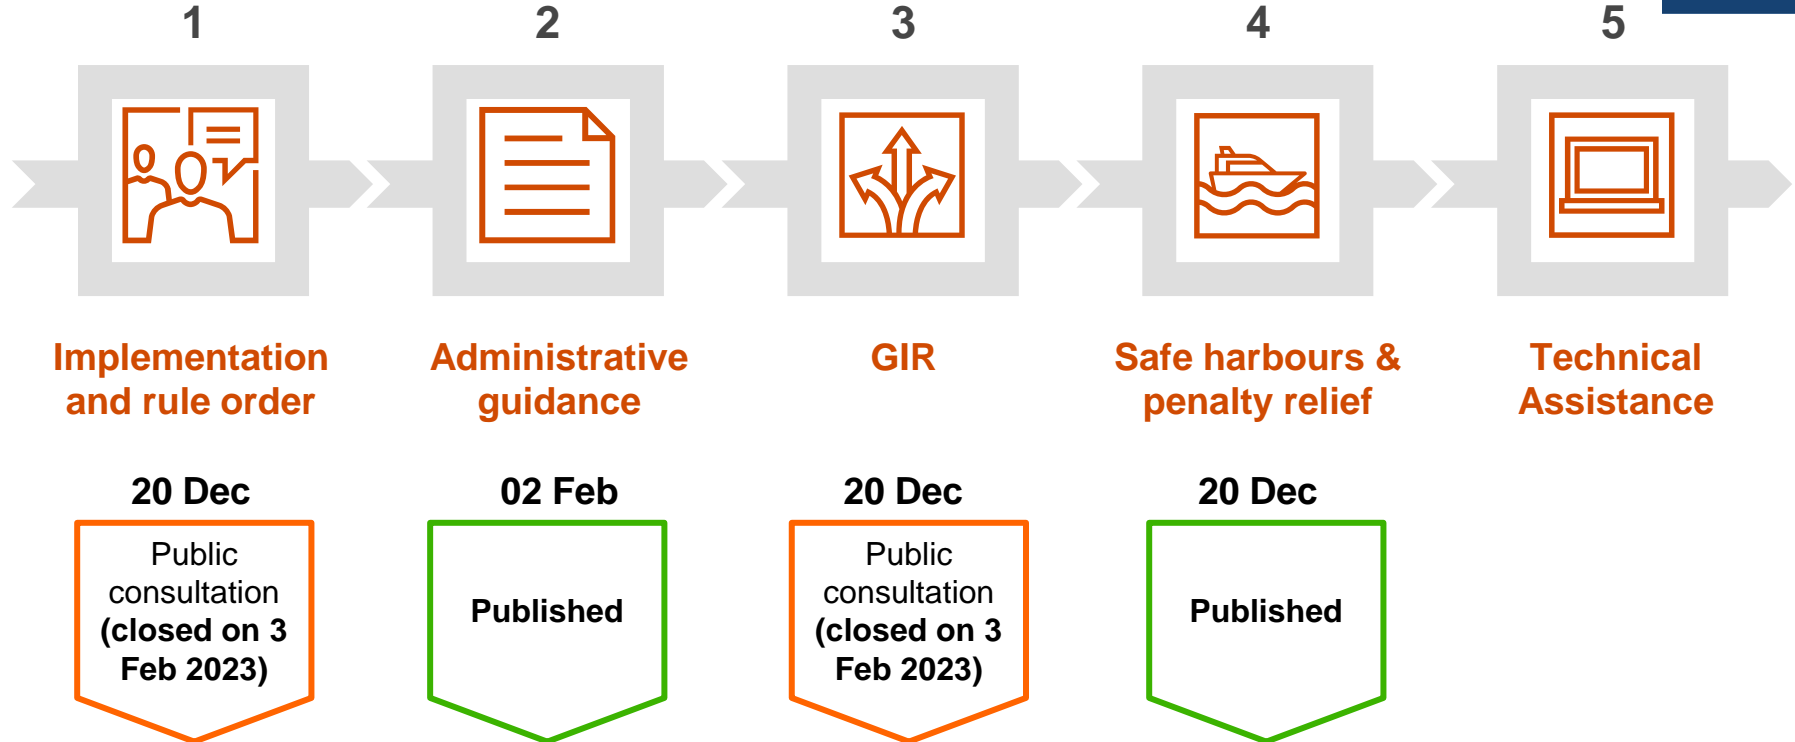 1
2
3
4
5
Implementation
and rule order
Administrative
guidance
GIR
Safe harbours &
penalty relief
Technical
Assistance
20 Dec
02 Feb
20 Dec
20 Dec
Public
consultation
(closed on 3
Feb 2023)
Published
Public
consultation
(closed on 3
Feb 2023)
Published